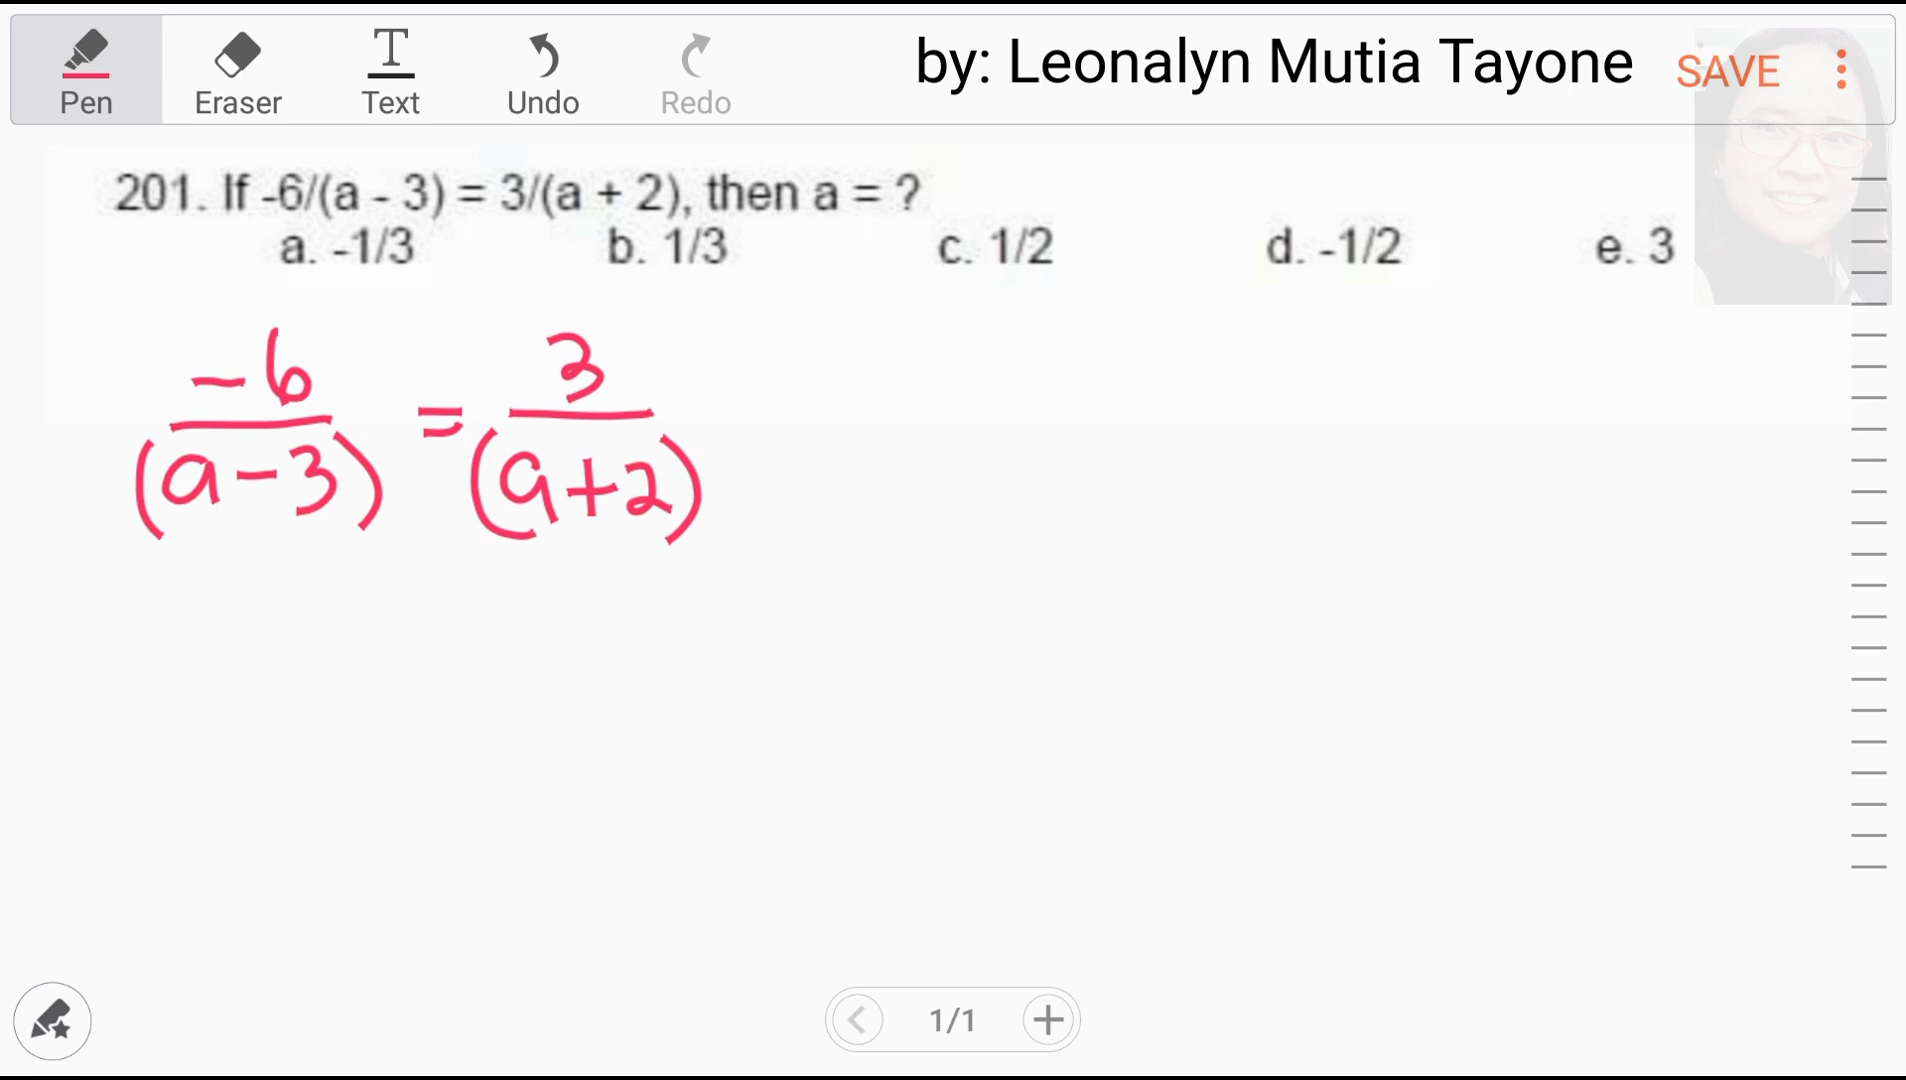 Pen Eraser Text Undo Redo by: Leonalyn Mutia Tayone SAVE
201. If -6/(a - 3) = 3/(a + 2), then a = ?
a. -1/3 b. 1/3 c. 1/2 d. -1/2 e. 3
-6 = 3
(a-3) (a+2)
1/1